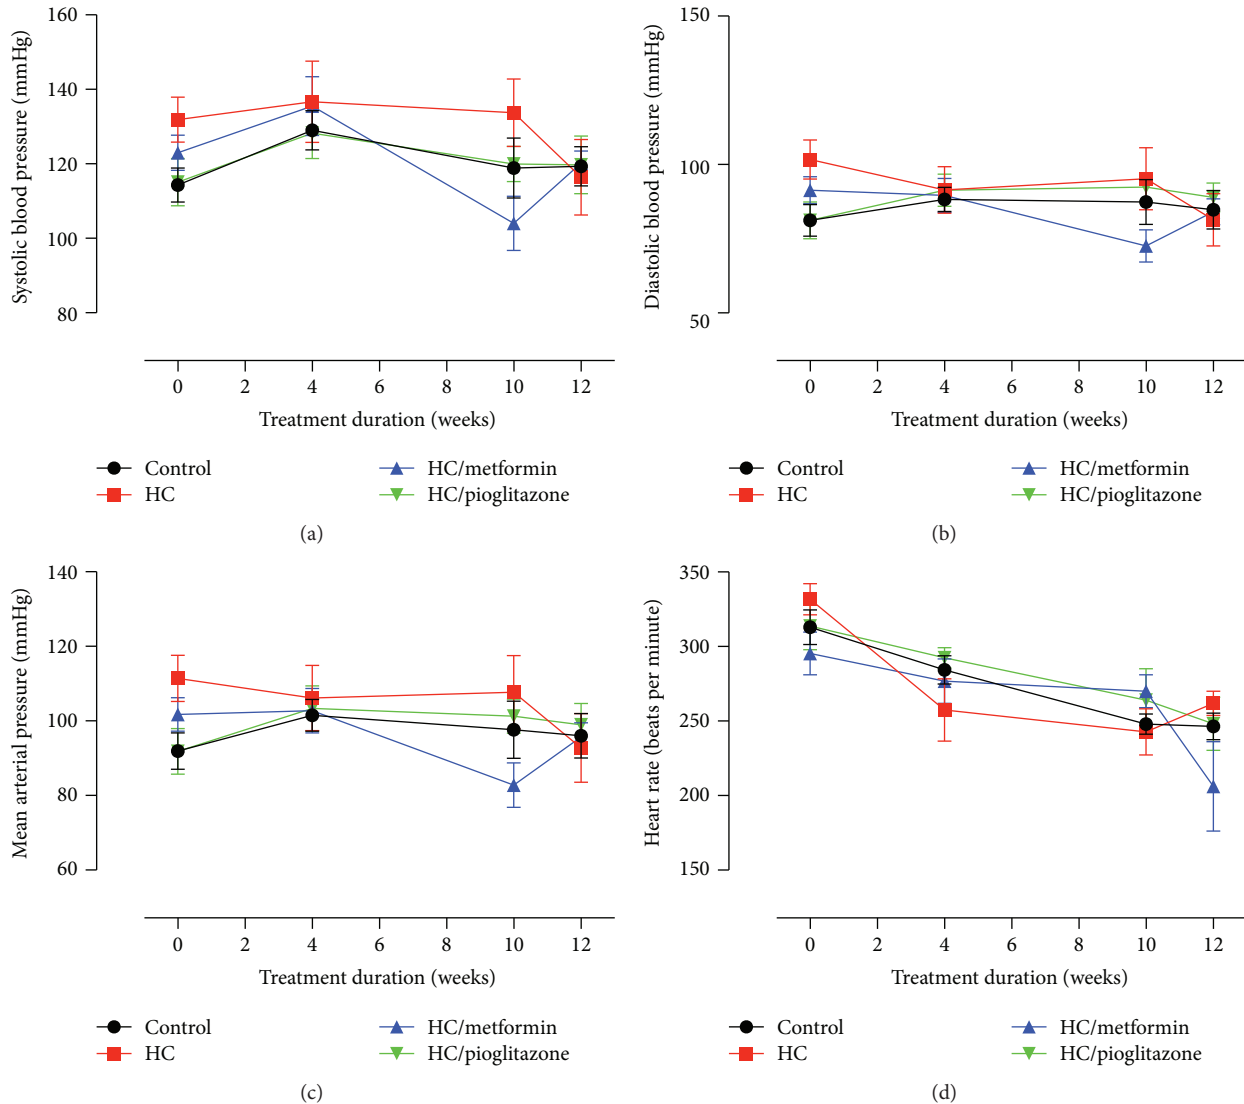 160
140
120
100
80
Systolic blood pressure (mmHg)
0 2 4 6 8 10 12
Treatment duration (weeks)
Control
HC
HC/metformin
HC/pioglitazone
(a)
150
100
50
Diastolic blood pressure (mmHg)
0 2 4 6 8 10 12
Treatment duration (weeks)
Control
HC
HC/metformin
HC/pioglitazone
(b)
140
120
100
80
60
Mean arterial pressure (mmHg)
0 2 4 6 8 10 12
Treatment duration (weeks)
Control
HC
HC/metformin
HC/pioglitazone
(c)
350
300
250
200
150
Heart rate (beats per minute)
0 2 4 6 8 10 12
Treatment duration (weeks)
Control
HC
HC/metformin
HC/pioglitazone
(d)